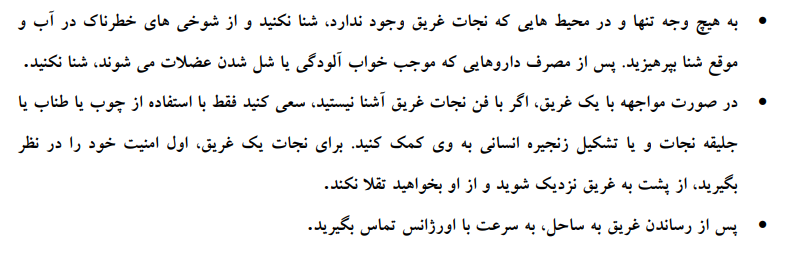 • به هیچ وجه تنها و در محیط هایی که نجات غریق وجود ندارد، شنا نکنید و از شوخی های خطرناک در آب و
موقع شنا بپرهیزید. پس از مصرف داروهایی که موجب خواب آلودگی یا شل شدن عضلات می شوند، شنا نکنید.
• در صورت مواجهه با یک غریق، اگر با فن نجات غریق آشنا نیستید، سعی کنید فقط با استفاده از چوب یا طناب یا
جلیقه نجات و یا تشکیل زنجیره انسانی به وی کمک کنید. برای نجات یک غریق، اول امنیت خود را در نظر
بگیرید، از پشت به غریق نزدیک شوید و از او بخواهید تقلا نکند.
• پس از رساندن غریق به ساحل، به سرعت با اورژانس تماس بگیرید.